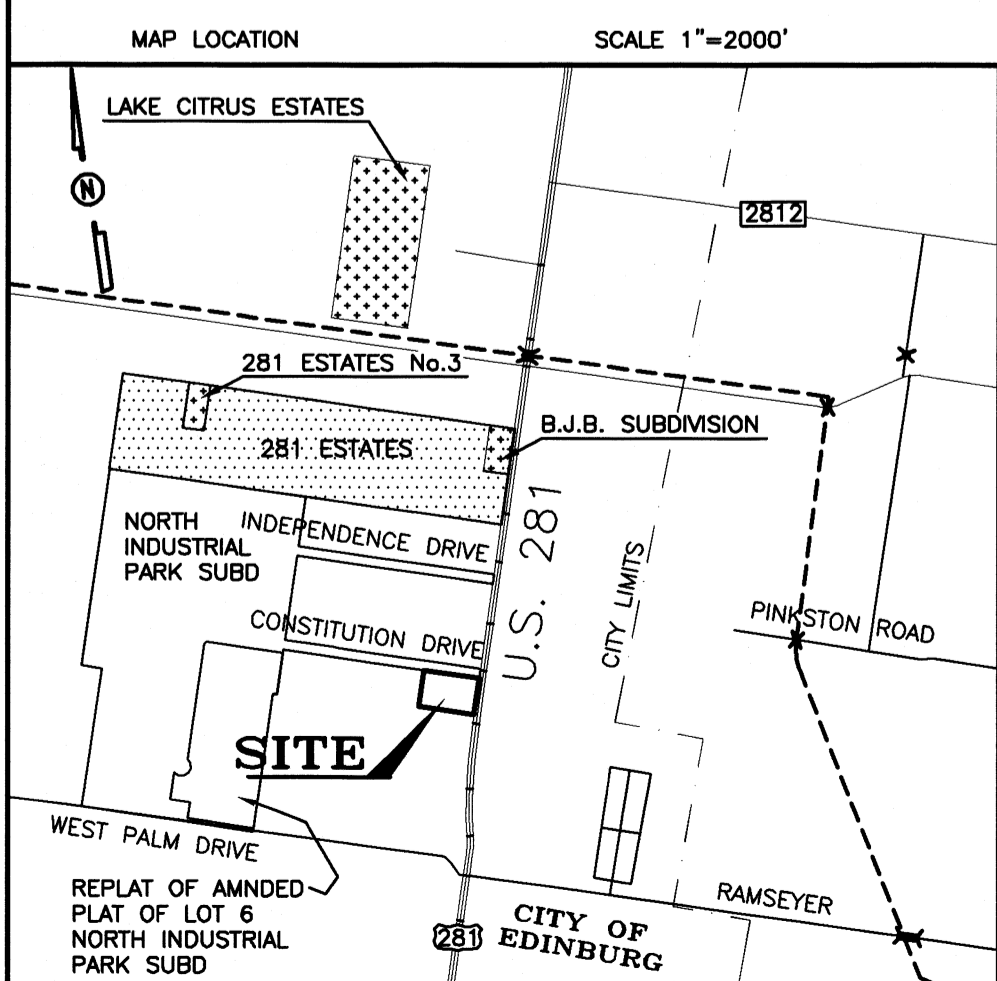 MAP LOCATION
SCALE 1"=2000'
LAKE CITRUS ESTATES
N
2812
281 ESTATES No.3
B.J.B. SUBDIVISION
281 ESTATES
NORTH
INDUSTRIAL
PARK SUBD
INDEPENDENCE DRIVE
U.S. 281
CITY LIMITS
CONSTITUTION DRIVE
PINKSTON ROAD
SITE
WEST PALM DRIVE
REPLAT OF AMNDED
PLAT OF LOT 6
NORTH INDUSTRIAL
PARK SUBD
RAMSEYER
281
CITY OF
EDINBURG